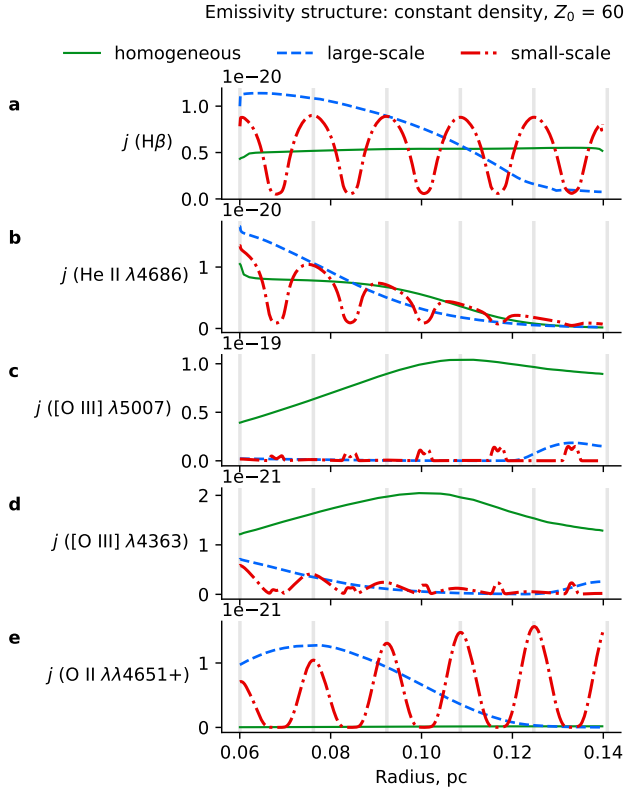 Emissivity structure: constant density, Z₀ = 60
homogeneous large-scale small-scale
1e−20
a
j (Hβ)
1.0
0.5
0.0
1e−20
b
j (He II λ4686)
1
0
1e−19
c
j ([O III] λ5007)
1.0
0.5
0.0
1e−21
d
j ([O III] λ4363)
2
1
0
1e−21
e
j (O II λλ4651+)
1
0
0.06 0.08 0.10 0.12 0.14
Radius, pc